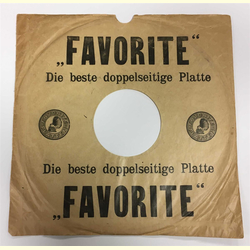 „FAVORITE“
Die beste doppelseitige Platte
Die beste doppelseitige Platte
„FAVORITE“